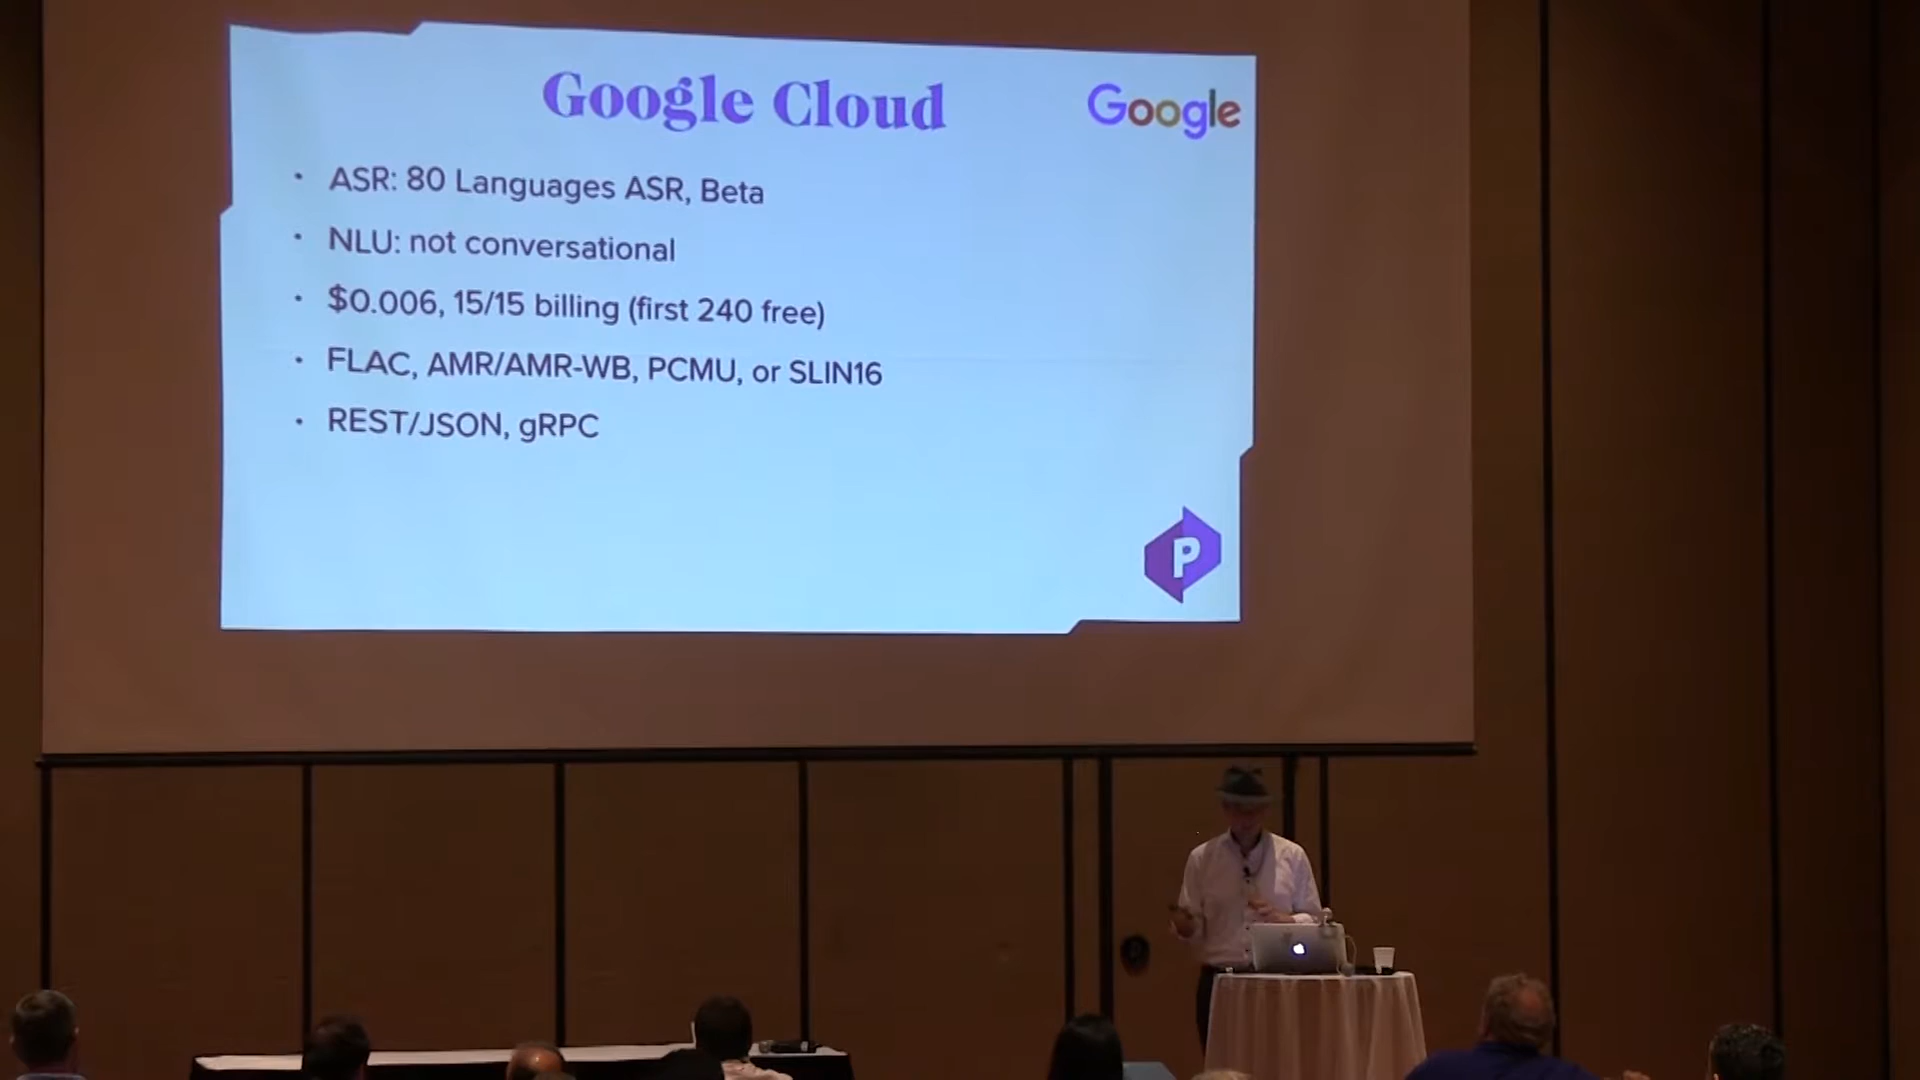 Google Cloud
Google
· ASR: 80 Languages ASR, Beta
· NLU: not conversational
· $0.006, 15/15 billing (first 240 free)
· FLAC, AMR/AMR-WB, PCMU, or SLIN16
· REST/JSON, gRPC
P